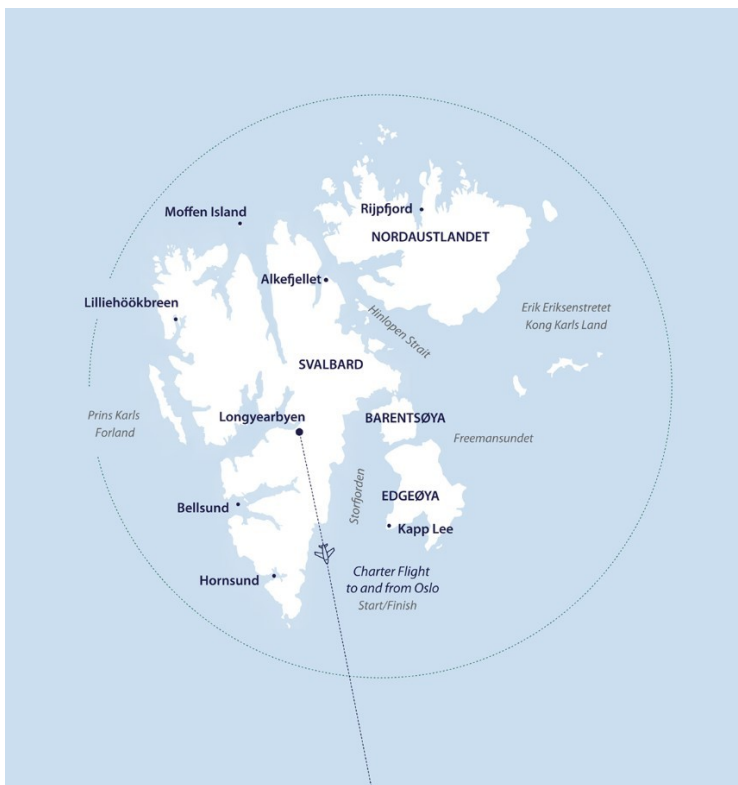 Moffen Island
Rijpfjord
NORDAUSTLANDET
Alkefjellet
Lilliehöökbreen
Hinlopen Strait
Erik Eriksenstretet
Kong Karls Land
SVALBARD
Prins Karls
Forland
Longyearbyen
BARENTSØYA
Freemansundet
Storfjorden
EDGEØYA
Bellsund
Kapp Lee
Charter Flight
to and from Oslo
Start/Finish
Hornsund